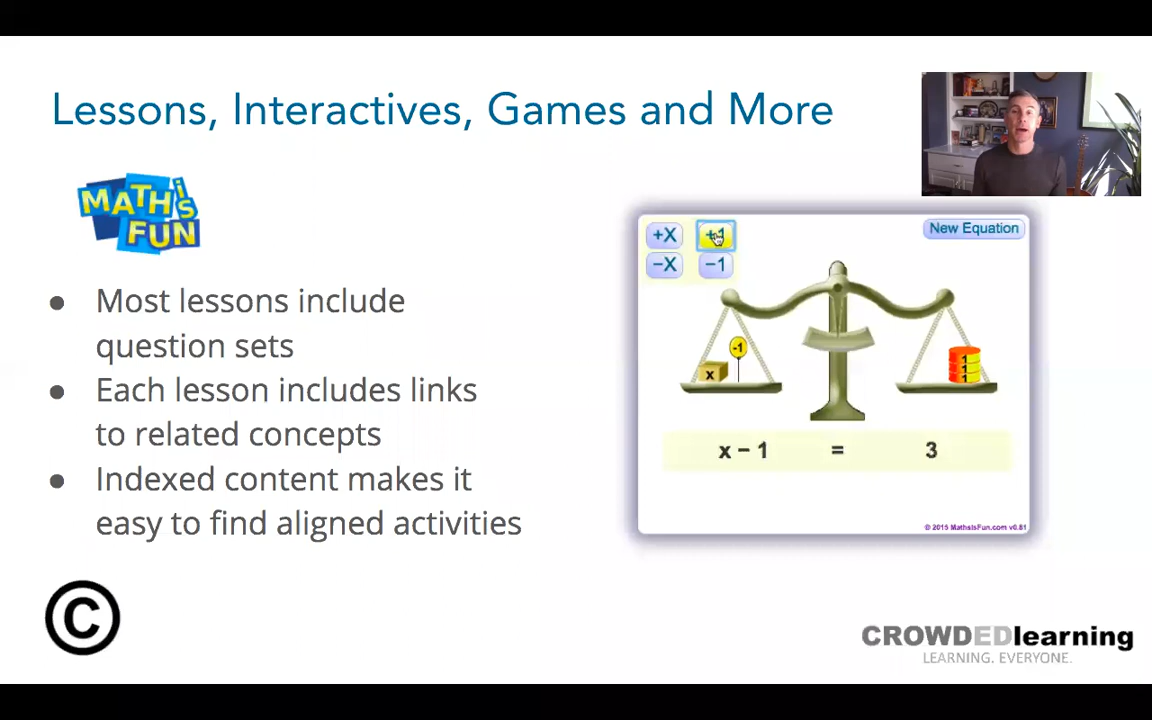 Lessons, Interactives, Games and More
MATH iS
FUN
● Most lessons include
question sets
● Each lesson includes links
to related concepts
● Indexed content makes it
easy to find aligned activities
©
+X +1
−X −1
New Equation
-1
x
1
1
1
x − 1 = 3
© 2015 MathsIsFun.com v0.81
CROWDEDlearning
LEARNING. EVERYONE.